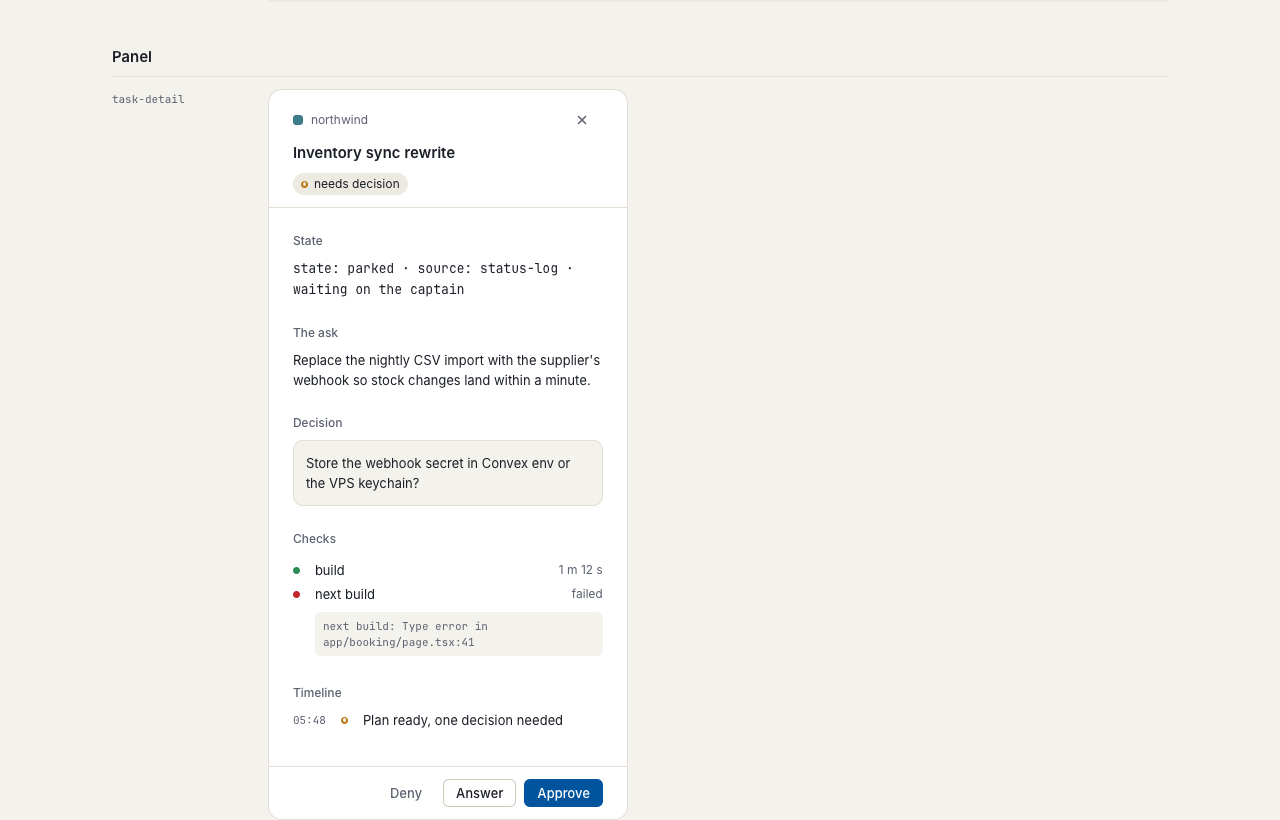 Panel
task-detail
northwind
Inventory sync rewrite
needs decision
State
state: parked · source: status-log ·
waiting on the captain
The ask
Replace the nightly CSV import with the supplier's
webhook so stock changes land within a minute.
Decision
Store the webhook secret in Convex env or
the VPS keychain?
Checks
build 1 m 12 s
next build failed
next build: Type error in
app/booking/page.tsx:41
Timeline
05:48 Plan ready, one decision needed
Deny Answer Approve